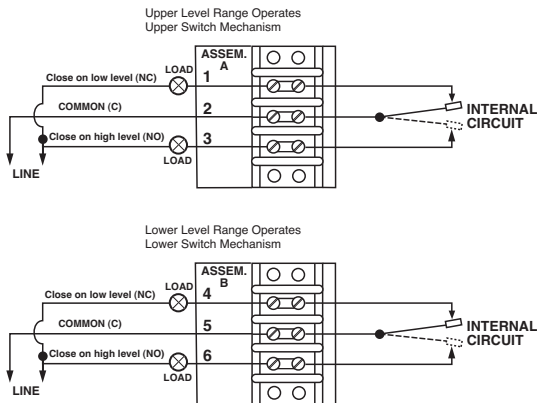 Upper Level Range Operates
Upper Switch Mechanism
ASSEM.
A
Close on low level (NC)
LOAD
1
COMMON (C)
2
INTERNAL
CIRCUIT
Close on high level (NO)
3
LOAD
LINE
Lower Level Range Operates
Lower Switch Mechanism
ASSEM.
B
Close on low level (NC)
LOAD
4
COMMON (C)
5
INTERNAL
CIRCUIT
Close on high level (NO)
6
LOAD
LINE